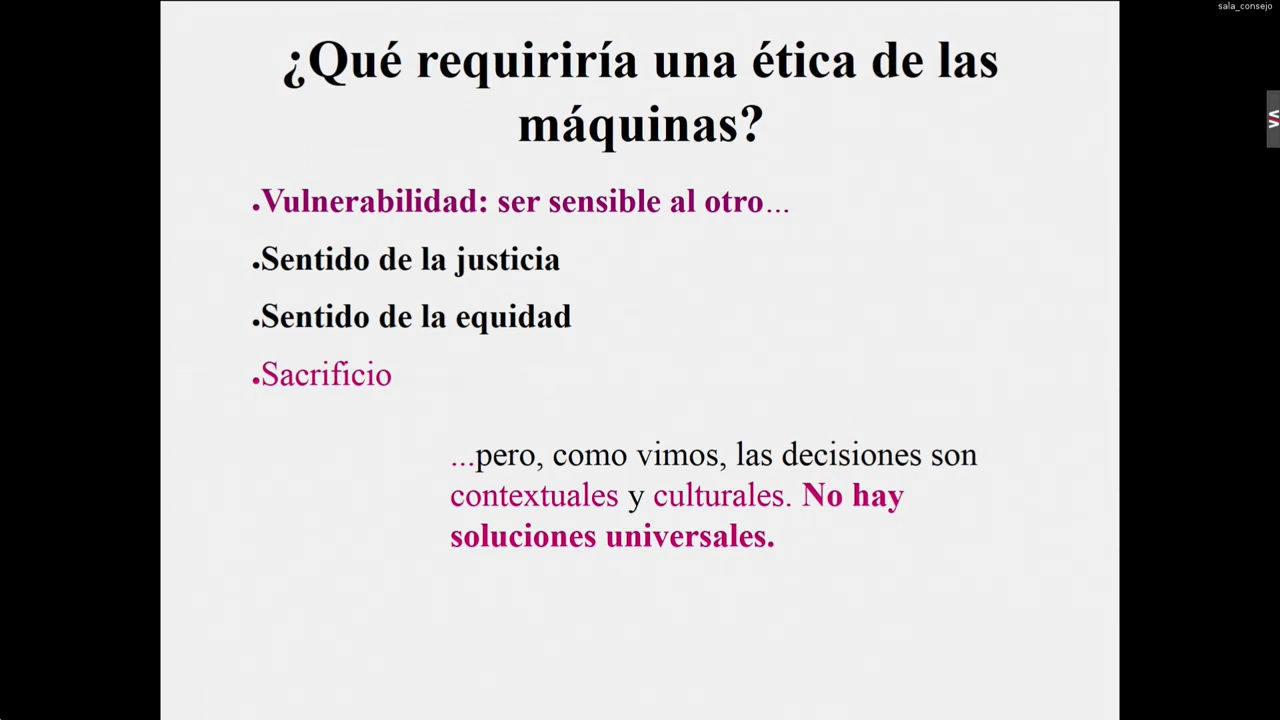 sala_consejo
¿Qué requiriría una ética de las
máquinas?
•Vulnerabilidad: ser sensible al otro...
•Sentido de la justicia
•Sentido de la equidad
•Sacrificio
...pero, como vimos, las decisiones son
contextuales y culturales. No hay
soluciones universales.